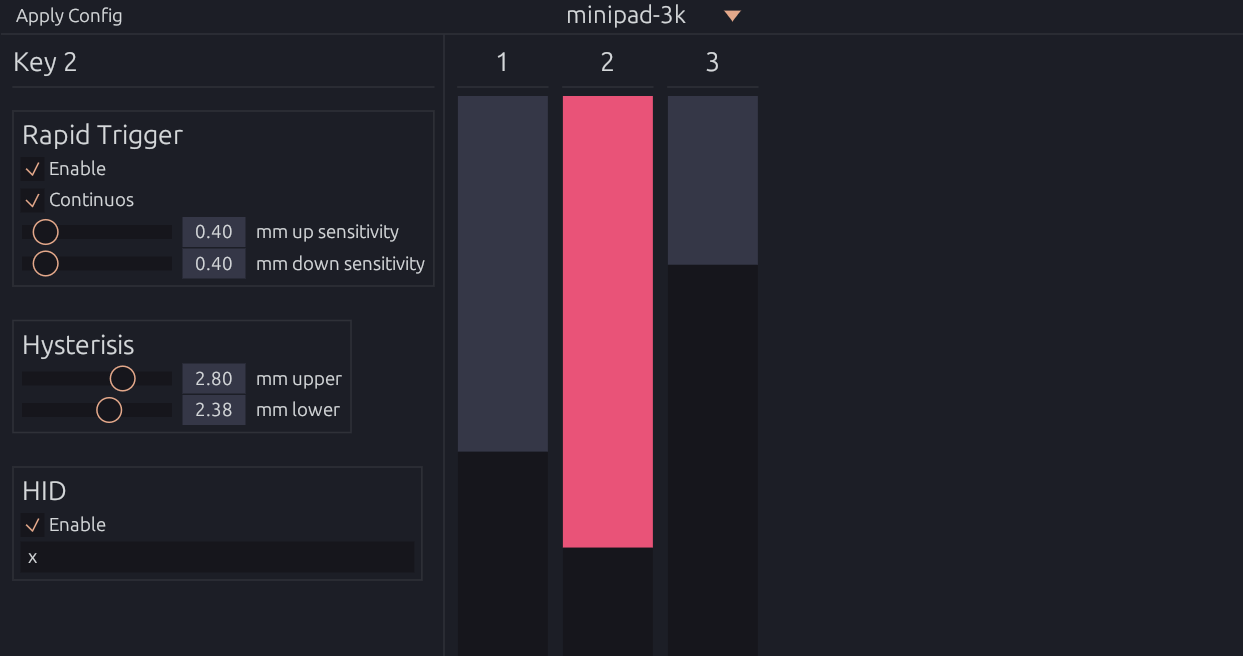 Apply Config
minipad-3k
Key 2
1 2 3
Rapid Trigger
Enable
Continuos
0.40 mm up sensitivity
0.40 mm down sensitivity
Hysterisis
2.80 mm upper
2.38 mm lower
HID
Enable
x